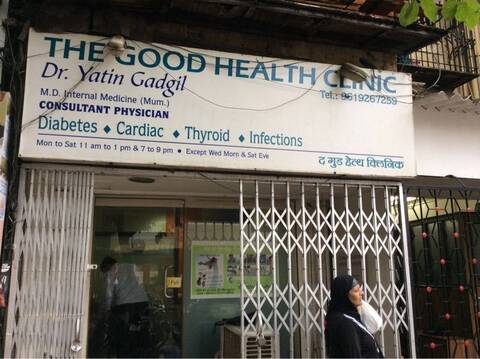 THE GOOD HEALTH CLINIC
Dr. Yatin Gadgil
M.D. Internal Medicine (Mum.)
Tel.: 9819267259
CONSULTANT PHYSICIAN
Diabetes ◆ Cardiac ◆ Thyroid ◆ Infections
Mon to Sat 11 am to 1 pm & 7 to 9 pm ● Except Wed Morn & Sat Eve
द गुड हेल्थ क्लिनिक